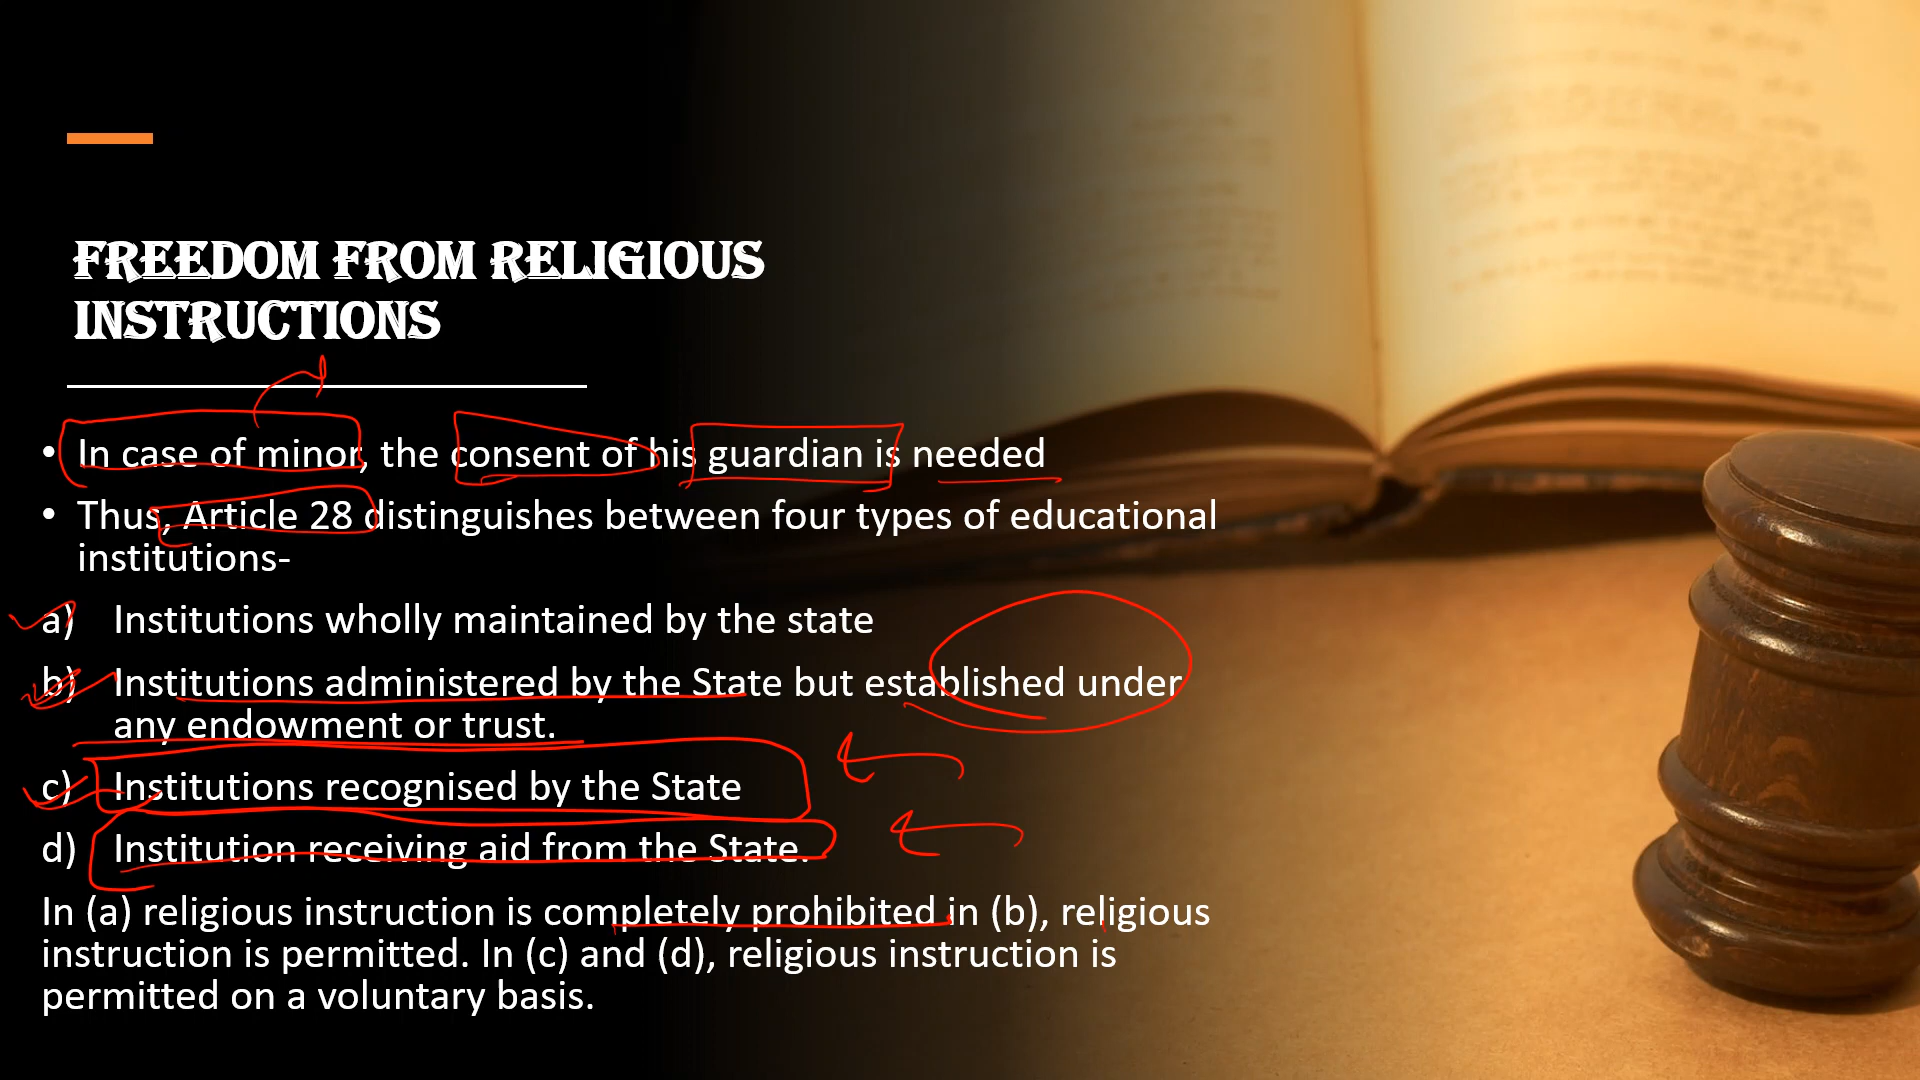 FREEDOM FROM RELIGIOUS
INSTRUCTIONS
• In case of minor, the consent of his guardian is needed
• Thus, Article 28 distinguishes between four types of educational
institutions-
a) Institutions wholly maintained by the state
b) Institutions administered by the State but established under
any endowment or trust.
c) Institutions recognised by the State
d) Institution receiving aid from the State.
In (a) religious instruction is completely prohibited in (b), religious
instruction is permitted. In (c) and (d), religious instruction is
permitted on a voluntary basis.